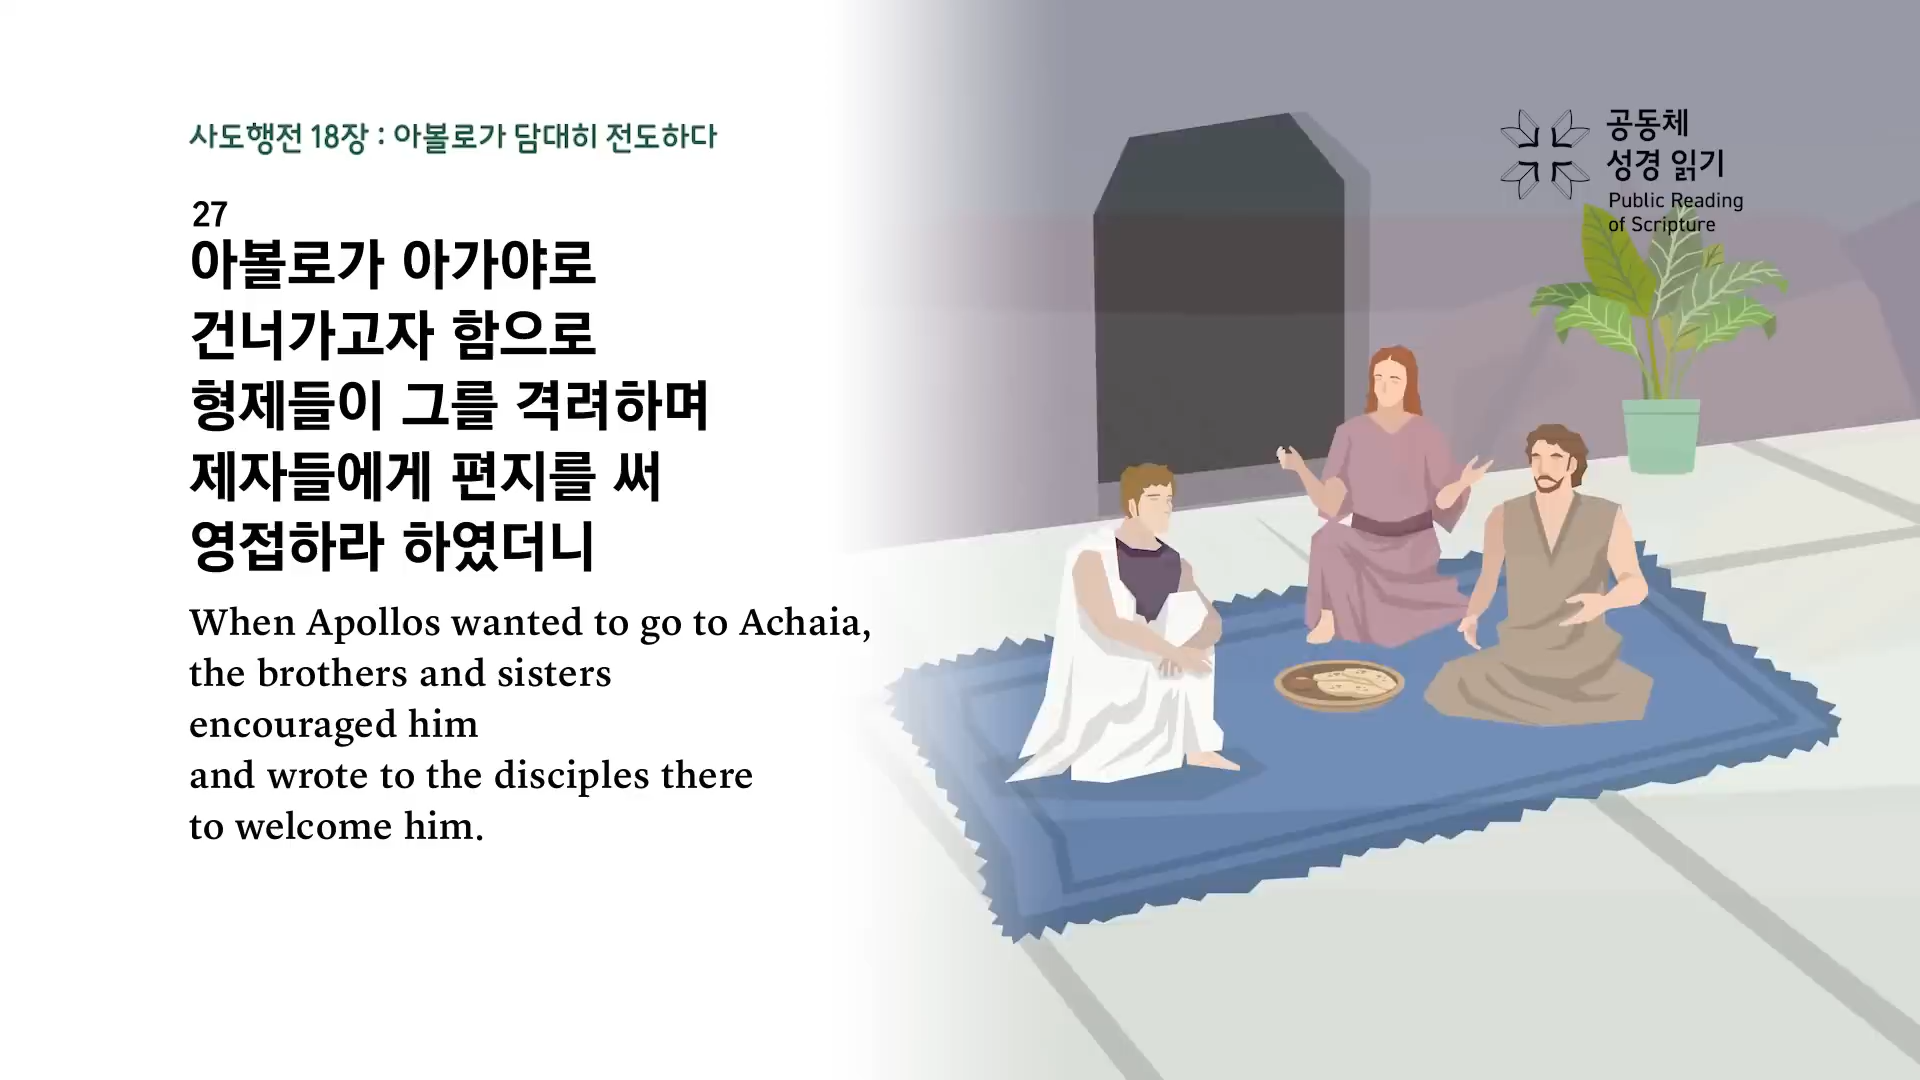 사도행전 18장 : 아볼로가 담대히 전도하다
27
아볼로가 아가야로
건너가고자 함으로
형제들이 그를 격려하며
제자들에게 편지를 써
영접하라 하였더니
When Apollos wanted to go to Achaia,
the brothers and sisters
encouraged him
and wrote to the disciples there
to welcome him.
공동체
성경 읽기
Public Reading
of Scripture